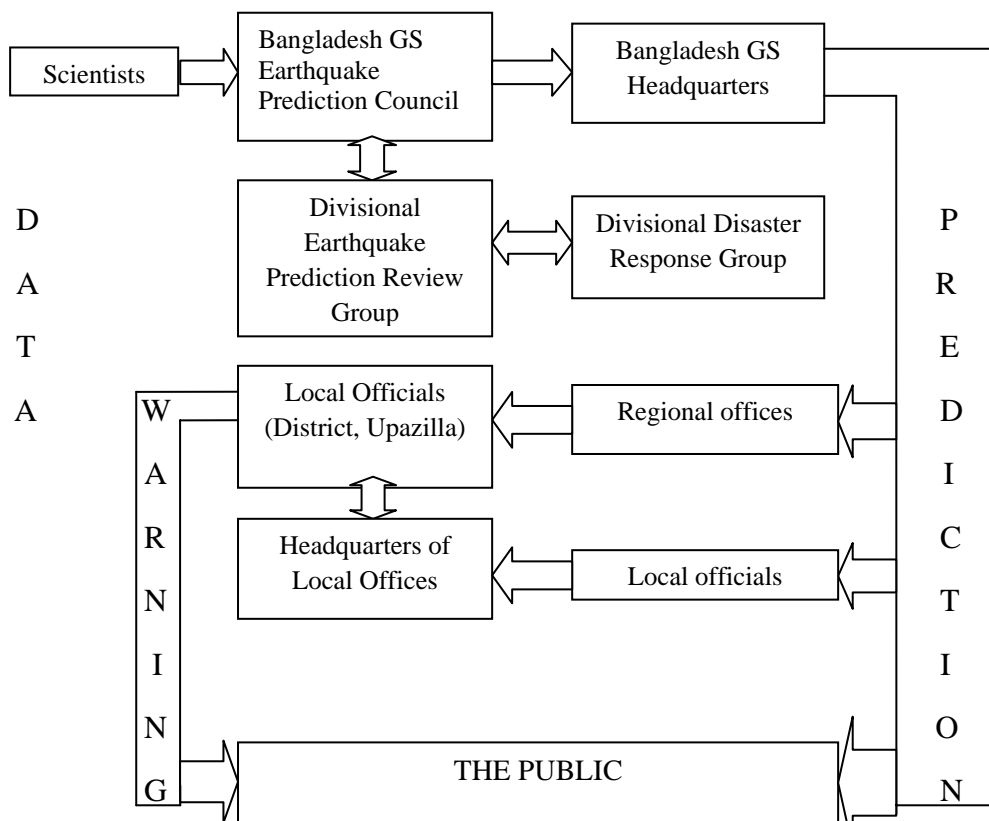 Scientists
Bangladesh GS
Earthquake
Prediction Council
Bangladesh GS
Headquarters
Divisional
Earthquake
Prediction Review
Group
Divisional Disaster
Response Group
D
A
T
A
P
R
E
D
I
C
T
I
O
N
Local Officials
(District, Upazilla)
Regional offices
W
A
R
N
I
N
G
Headquarters of
Local Offices
Local officials
THE PUBLIC